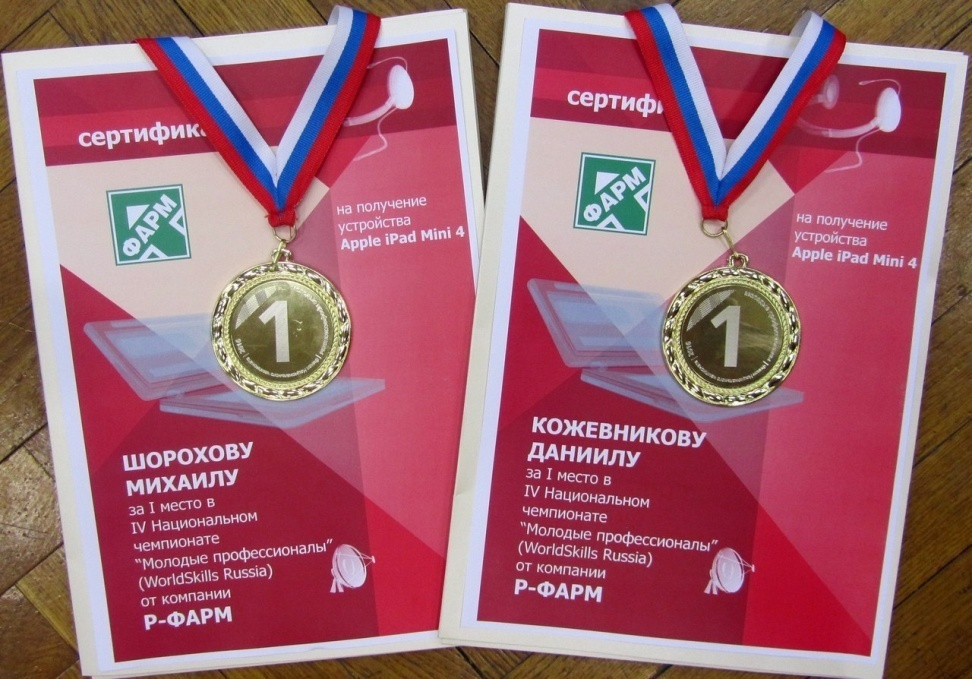 сертифика
ФАРМ
на получение
устройства
Apple iPad Mini 4
1
2016
ШОРОХОВУ
МИХАИЛУ
за I место в
IV Национальном
чемпионате
"Молодые профессионалы"
(WorldSkills Russia)
от компании
Р-ФАРМ
сертифи
ФАРМ
на получение
устройства
Apple iPad Mini 4
1
2016
КОЖЕВНИКОВУ
ДАНИИЛУ
за I место в
IV Национальном
чемпионате
"Молодые профессионалы"
(WorldSkills Russia)
от компании
Р-ФАРМ